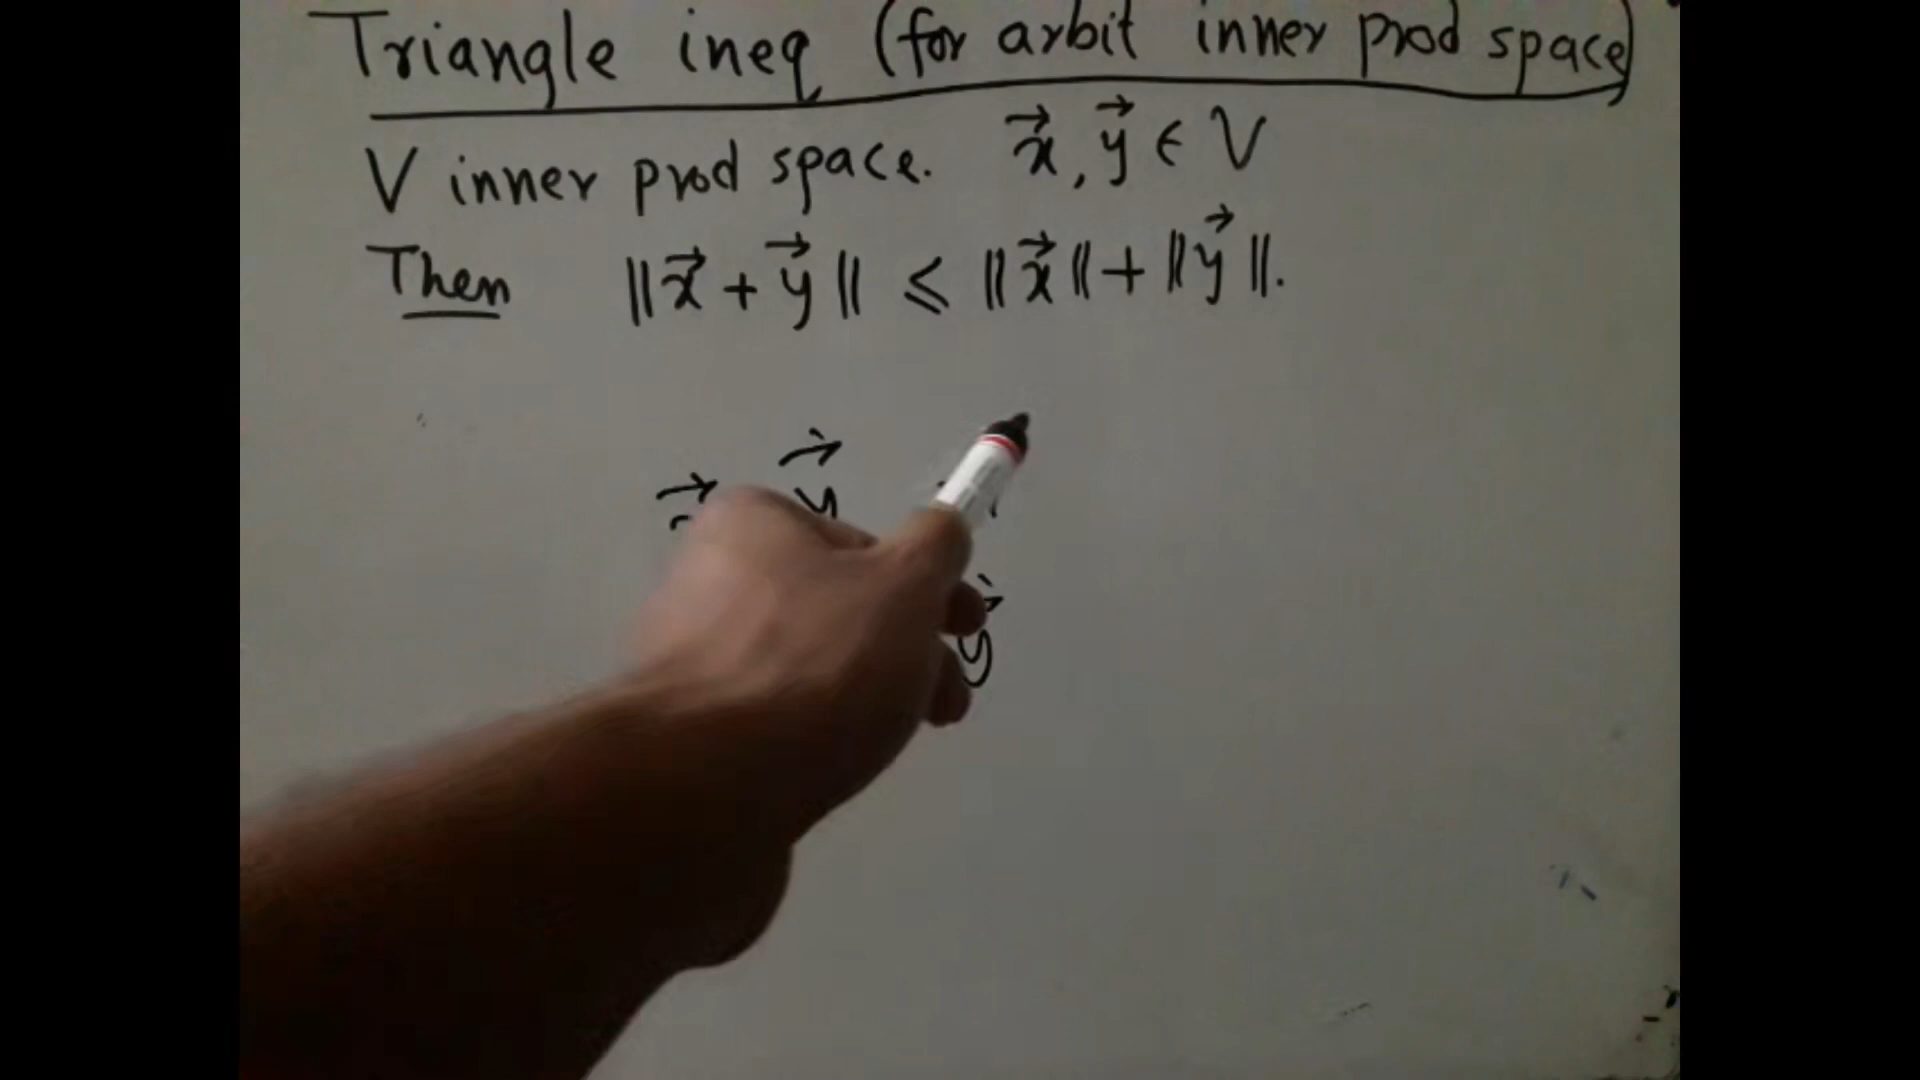 Triangle ineq (for arbit inner prod space)
V inner prod space. x⃗, y⃗ ∈ V
Then ‖x⃗ + y⃗‖ ⩽ ‖x⃗‖ + ‖y⃗‖.
y⃗
y⃗